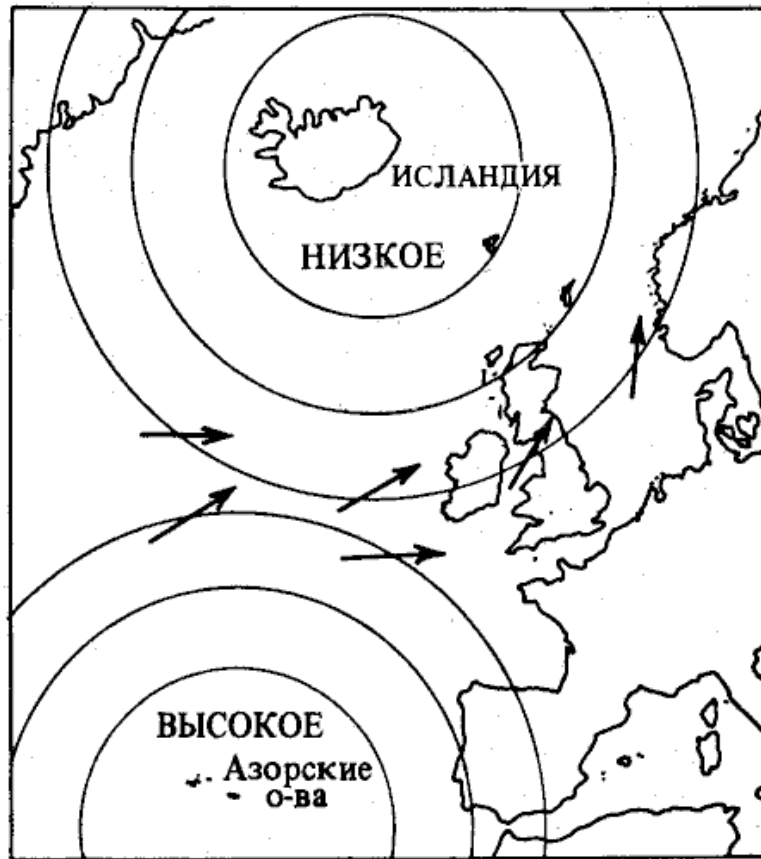 ИСЛАНДИЯ
НИЗКОЕ
ВЫСОКОЕ
Азорские
о-ва